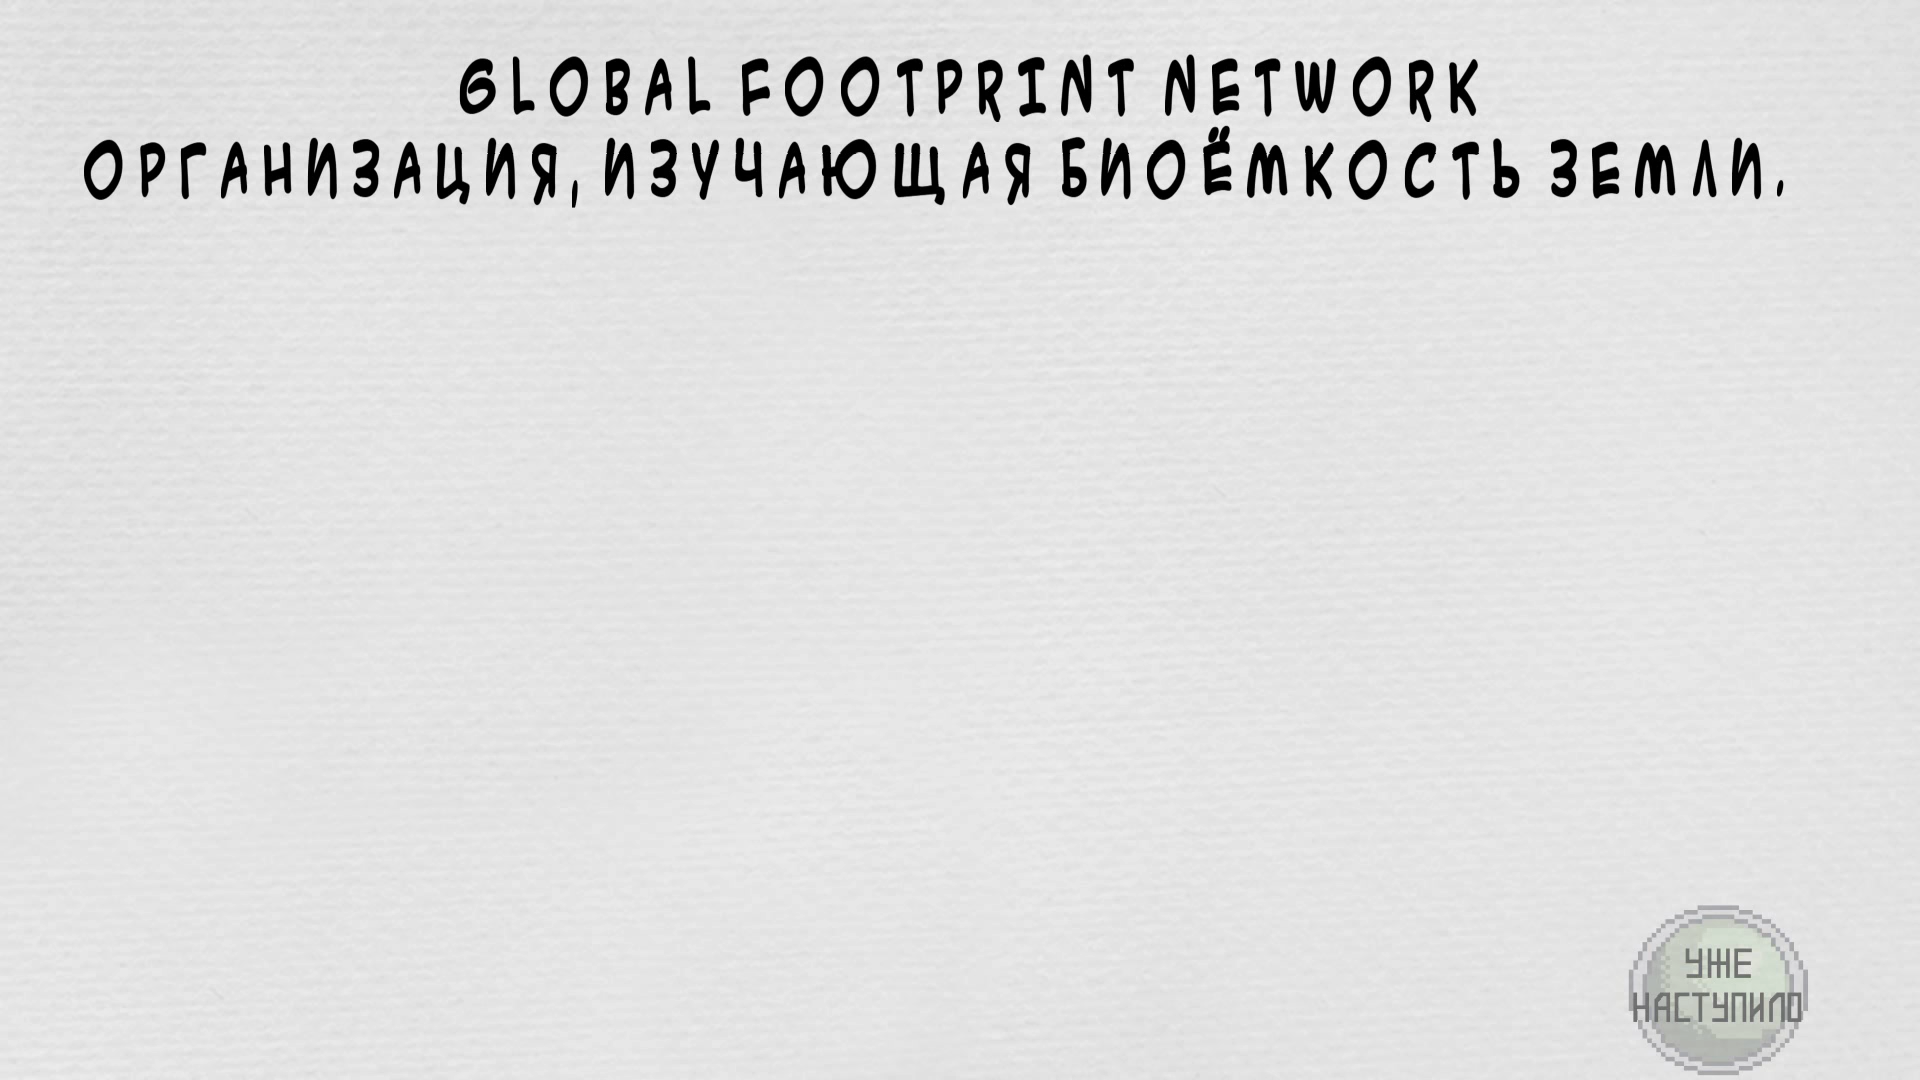 GLOBAL FOOTPRINT NETWORK
ОРГАНИЗАЦИЯ, ИЗУЧАЮЩАЯ БИОЁМКОСТЬ ЗЕМЛИ.
УЖЕ
НАСТУПИЛО